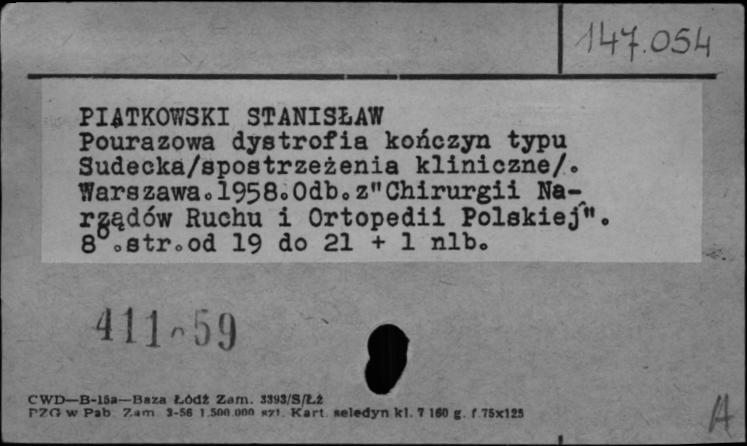 147.054
PIĄTKOWSKI STANISŁAW
Pourazowa dystrofia kończyn typu
Sudecka/spostrzeżenia kliniczne/.
Warszawa.1958.Odb.z"Chirurgii Na-
rządów Ruchu i Ortopedii Polskiej".
8°.str.od 19 do 21 + 1 nlb.
411 59
CWD—B-15a—Baza Łódź Zam. 3393/S/Łź
PZG w Pab. Zam. 3-56 1.500.000 szt. Kart. seledyn kl. 7 160 g. f.75x125
A